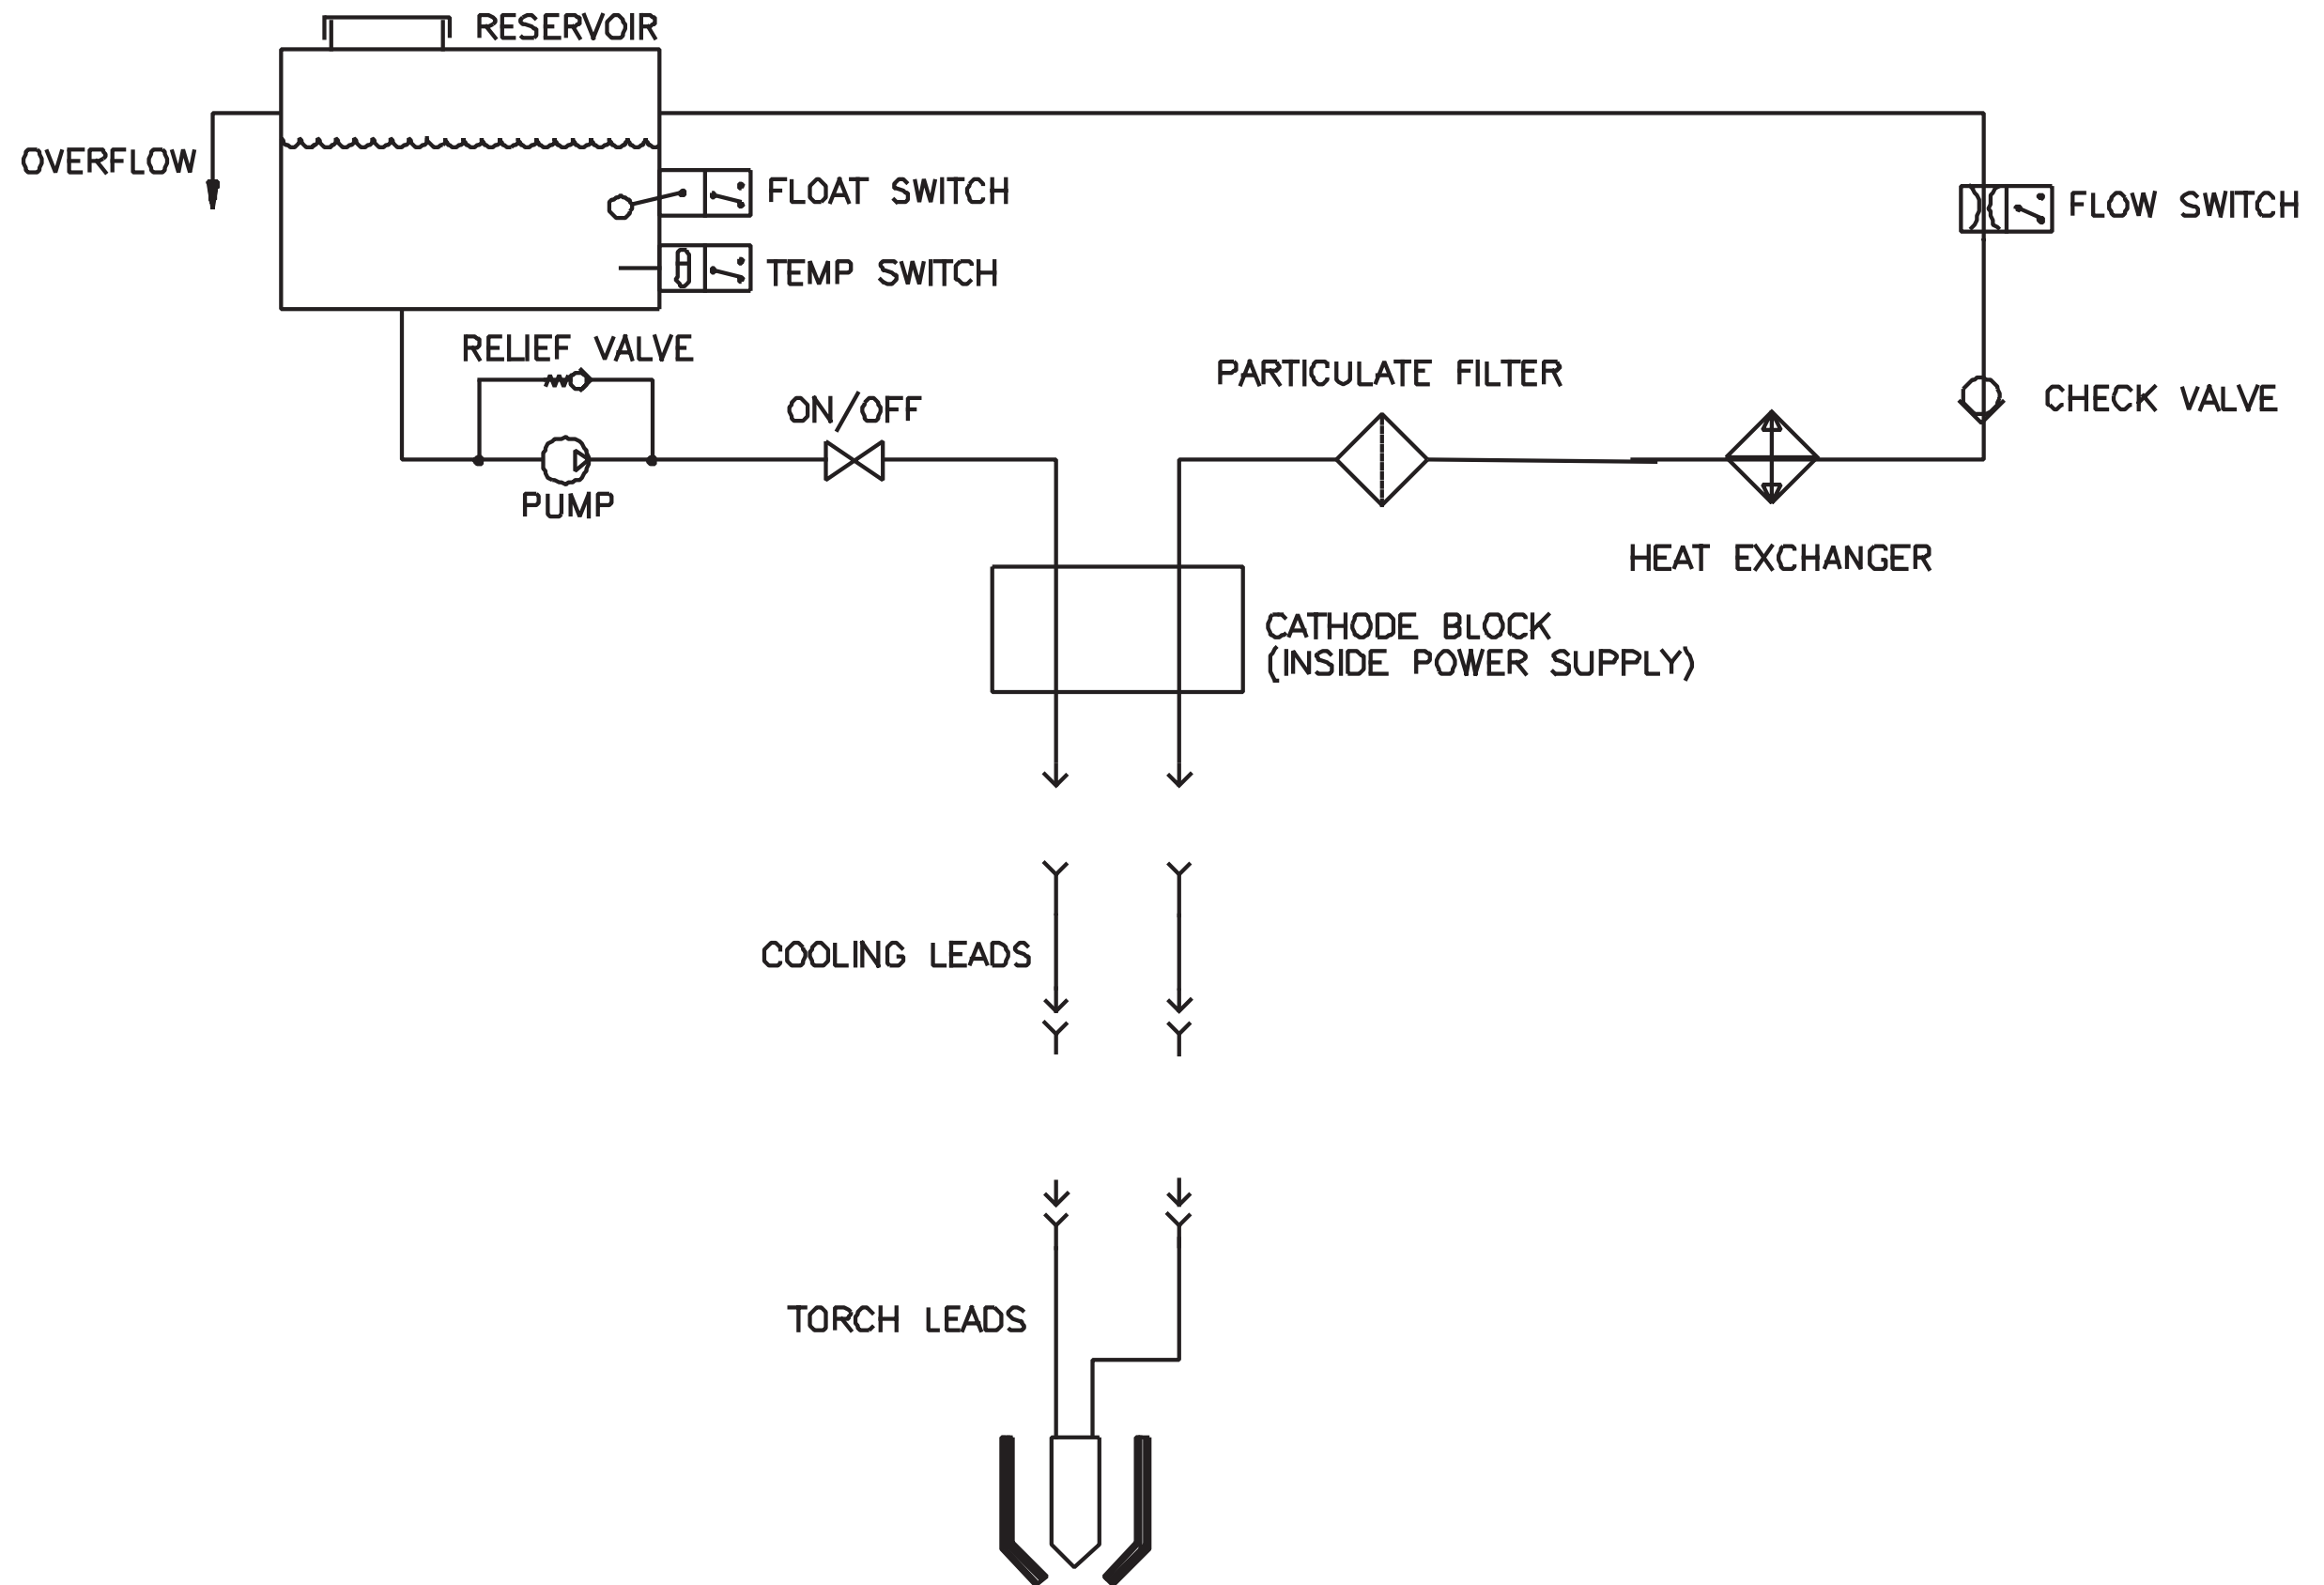 RESERVOIR
OVERFLOW
FLOAT SWITCH
FLOW SWITCH
TEMP SWITCH
RELIEF VALVE
PARTICULATE FILTER
CHECK VALVE
ON/OFF
PUMP
HEAT EXCHANGER
CATHODE BLOCK
(INSIDE POWER SUPPLY)
COOLING LEADS
TORCH LEADS